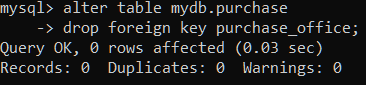 mysql> alter table mydb.purchase
    -> drop foreign key purchase_office;
Query OK, 0 rows affected (0.03 sec)
Records: 0  Duplicates: 0  Warnings: 0